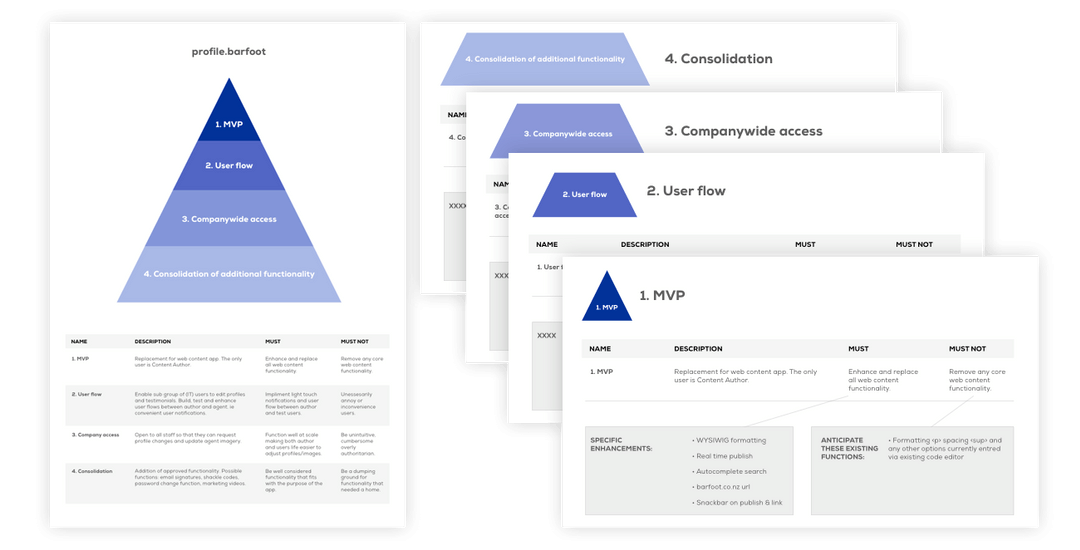 profile.barfoot
1. MVP
2. User flow
3. Companywide access
4. Consolidation of additional functionality
NAME DESCRIPTION MUST MUST NOT
1. MVP Replacement for web content app. The only Enhance and replace Remove any core
user is Content Author all web content web content
functionality. functionality.
2. User flow Enable sub group of (IT) users to edit profiles Impliment light touch Unessesarily
and testimonials. Build, test and enhance notifications and user annoy or
user flows between author and agent. ie flow between author inconvenience
convenient user notifications and test users users.
3. Company access Open to all staff so that they can request Function well at scale Be unintuitive,
profile changes and update agent imagery. making both author cumbersome
and users life easier to overly
adjust profiles/images. authoritarian.
4. Consolidation Addition of approved functionality. Possible Be well considered Be a dumping
functions: email signatures, shackle codes, functionality that fits ground for
password change function, marketing videos. with the purpose of the functionality that
app. needed a home.
4. Consolidation of additional functionality
4. Consolidation
NAM
4. Co
XXXX
3. Companywide access
3. Companywide access
NAM
3. C
acce
XXX
2. User flow
2. User flow
NAME DESCRIPTION MUST MUST NOT
1. User f
XXXX
1. MVP
1. MVP
NAME DESCRIPTION MUST MUST NOT
1. MVP Replacement for web content app. The only Enhance and replace Remove any core
user is Content Author. all web content web content
functionality. functionality.
SPECIFIC • WYSIWIG formatting
ENHANCEMENTS:
• Real time publish
• Autocomplete search
• barfoot.co.nz url
• Snackbar on publish & link
ANTICIPATE • Formatting <p> spacing <sup> and
THESE EXISTING any other options currently entred
FUNCTIONS: via existing code editor